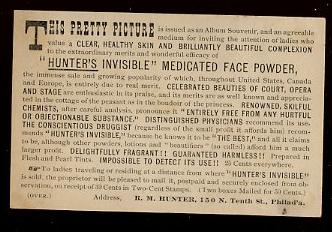 THIS PRETTY PICTURE is issued as an Album Souvenir, and an agreeable
medium for inviting the attention of ladies who
value a CLEAR, HEALTHY SKIN AND BRILLIANTLY BEAUTIFUL COMPLEXION
to the extraordinary merits and wonderful efficacy of
"HUNTER'S INVISIBLE" MEDICATED FACE POWDER,
the immense sale and growing popularity of which, throughout United States, Canada
and Europe, is entirely due to real merit. CELEBRATED BEAUTIES OF COURT, OPERA
AND STAGE are enthusiastic in its praise, and its merits are as well known and appreciated
in the cottage of the peasant as in the boudoir of the princess. RENOWNED, SKILFUL
CHEMISTS, after careful analysis, pronounce it "ENTIRELY FREE FROM ANY HURTFUL
OR OBJECTIONABLE SUBSTANCE." DISTINGUISHED PHYSICIANS recommend its use.
THE CONSCIENTIOUS DRUGGIST (regardless of the small profit it affords him) recom-
mends "HUNTER'S INVISIBLE," because he knows it to be "THE BEST," and all it claims
to be, although other powders, lotions and "beautifiers" (so called) afford him a much
larger profit. DELIGHTFULLY FRAGRANT!! GUARANTEED HARMLESS!! Prepared in
Flesh and Pearl Tints. IMPOSSIBLE TO DETECT ITS USE!! 25 Cents everywhere.
To ladies traveling or residing at a distance from where "HUNTER'S INVISIBLE"
is sold, the proprietor will be pleased to mail it, postpaid and securely enclosed from ob-
servation, on receipt of 30 Cents in Two-Cent Stamps. (Two boxes Mailed for 50 Cents.)
(OVER.) Address, R. M. HUNTER, 150 N. Tenth St., Philad'a.